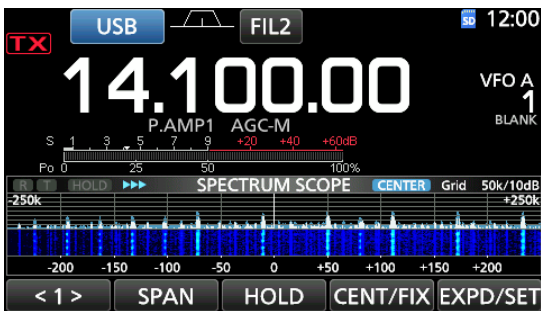 USB FIL2 SD 12:00
TX
14.100.00 VFO A
1
P.AMP1 AGC-M BLANK
S 1 3 5 7 9 +20 +40 +60dB
Po 0 25 50 100%
R T HOLD SPECTRUM SCOPE CENTER Grid 50k/10dB
-250k +250k
-200 -150 -100 -50 0 +50 +100 +150 +200
< 1 > SPAN HOLD CENT/FIX EXPD/SET